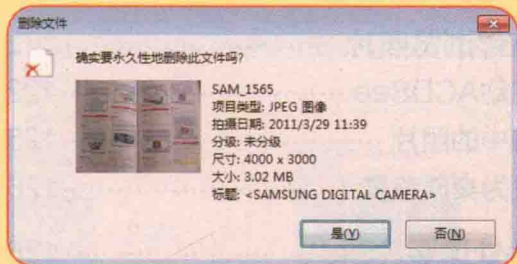 删除文件
确实要永久性地删除此文件吗?
SAM_1565
项目类型: JPEG 图像
拍摄日期: 2011/3/29 11:39
分级: 未分级
尺寸: 4000 x 3000
大小: 3.02 MB
标题: <SAMSUNG DIGITAL CAMERA>
是(Y)
否(N)